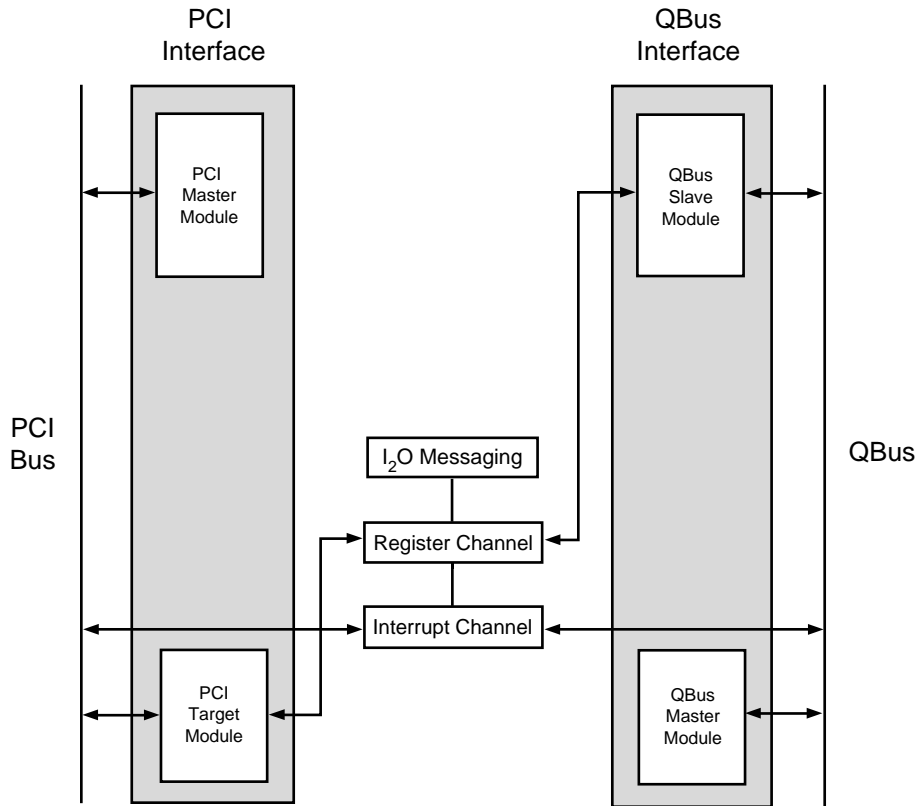 PCI
Interface
QBus
Interface
PCI
Master
Module
QBus
Slave
Module
PCI
Bus
QBus
I2O Messaging
Register Channel
Interrupt Channel
PCI
Target
Module
QBus
Master
Module